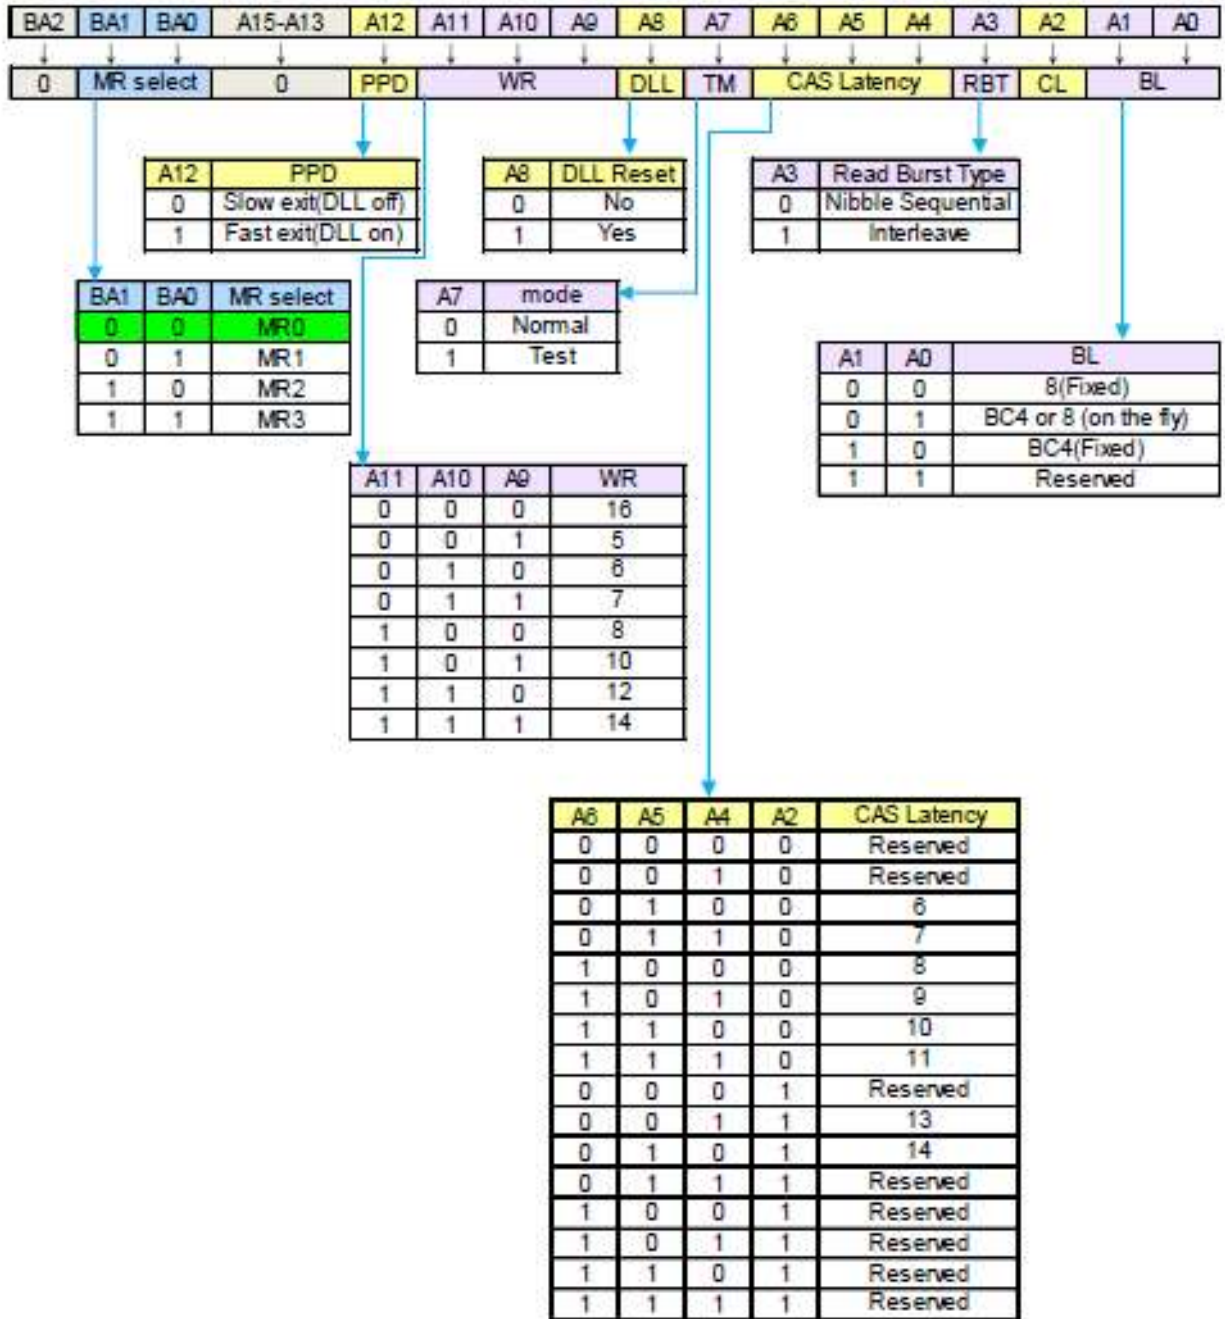 BA2 BA1 BA0 A15-A13 A12 A11 A10 A9 A8 A7 A6 A5 A4 A3 A2 A1 A0
0 MR select 0 PPD WR DLL TM CAS Latency RBT CL BL
A12 PPD
0 Slow exit(DLL off)
1 Fast exit(DLL on)
A8 DLL Reset
0 No
1 Yes
A3 Read Burst Type
0 Nibble Sequential
1 Interleave
BA1 BA0 MR select
0 0 MR0
0 1 MR1
1 0 MR2
1 1 MR3
A7 mode
0 Normal
1 Test
A1 A0 BL
0 0 8(Fixed)
0 1 BC4 or 8 (on the fly)
1 0 BC4(Fixed)
1 1 Reserved
A11 A10 A9 WR
0 0 0 16
0 0 1 5
0 1 0 6
0 1 1 7
1 0 0 8
1 0 1 10
1 1 0 12
1 1 1 14
A6 A5 A4 A2 CAS Latency
0 0 0 0 Reserved
0 0 1 0 Reserved
0 1 0 0 6
0 1 1 0 7
1 0 0 0 8
1 0 1 0 9
1 1 0 0 10
1 1 1 0 11
0 0 0 1 Reserved
0 0 1 1 13
0 1 0 1 14
0 1 1 1 Reserved
1 0 0 1 Reserved
1 0 1 1 Reserved
1 1 0 1 Reserved
1 1 1 1 Reserved